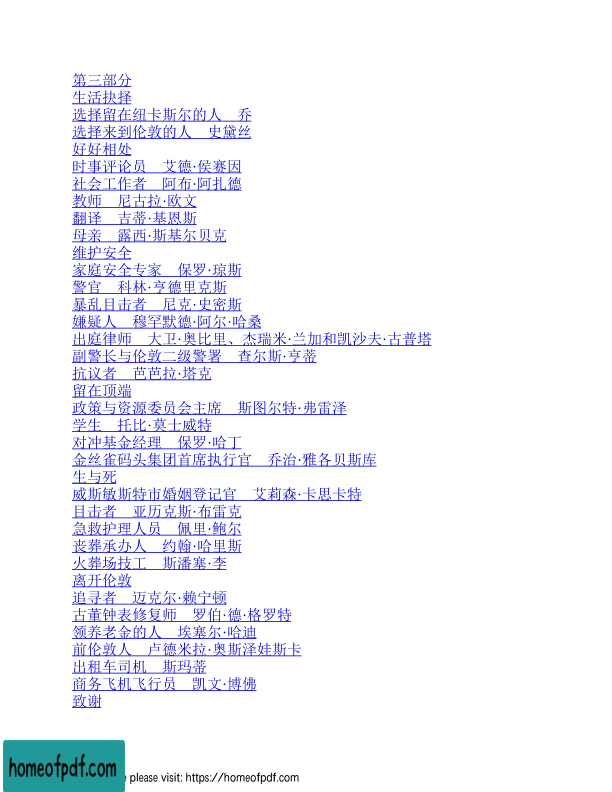 第三部分
生活抉择
选择留在纽卡斯尔的人　乔
选择来到伦敦的人　史黛丝
好好相处
时事评论员　艾德·侯赛因
社会工作者　阿布·阿扎德
教师　尼古拉·欧文
翻译　吉蒂·基恩斯
母亲　露西·斯基尔贝克
维护安全
家庭安全专家　保罗·琼斯
警官　科林·亨德里克斯
暴乱目击者　尼克·史密斯
嫌疑人　穆罕默德·阿尔·哈桑
出庭律师　大卫·奥比里、杰瑞米·兰加和凯沙夫·古普塔
副警长与伦敦二级警署　查尔斯·亨蒂
抗议者　芭芭拉·塔克
留在顶端
政策与资源委员会主席　斯图尔特·弗雷泽
学生　托比·莫士威特
对冲基金经理　保罗·哈丁
金丝雀码头集团首席执行官　乔治·雅各贝斯库
生与死
威斯敏斯特市婚姻登记官　艾莉森·卡思卡特
目击者　亚历克斯·布雷克
急救护理人员　佩里·鲍尔
丧葬承办人　约翰·哈里斯
火葬场技工　斯潘塞·李
离开伦敦
追寻者　迈克尔·赖宁顿
古董钟表修复师　罗伯·德·格罗特
领养老金的人　埃塞尔·哈迪
前伦敦人　卢德米拉·奥斯泽娃斯卡
出租车司机　斯玛蒂
商务飞机飞行员　凯文·博佛
致谢
homeofpdf.com
please visit: https://homeofpdf.com